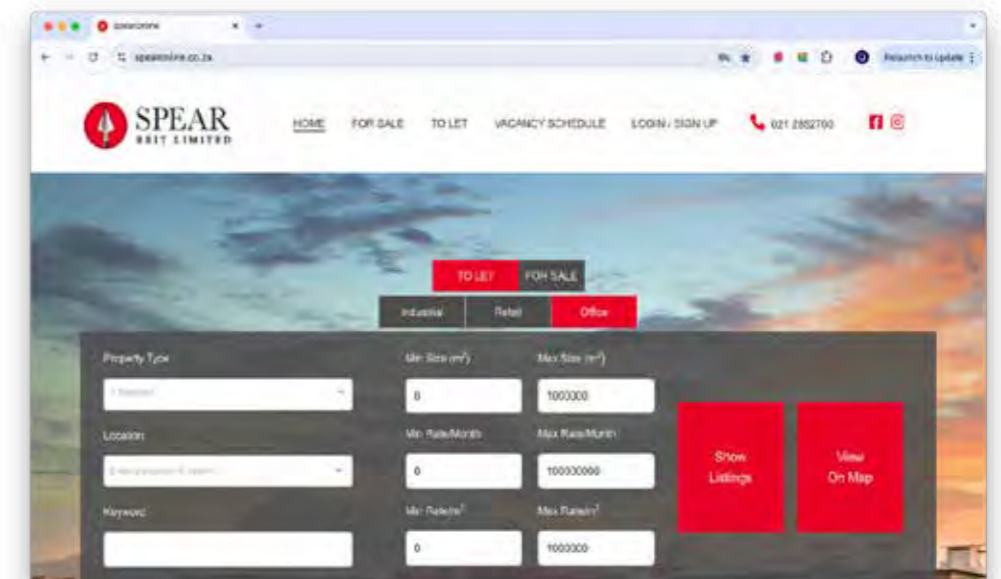 spearonline
spearonline.co.za
Relaunch to update
SPEAR
REIT LIMITED
HOME FOR SALE TO LET VACANCY SCHEDULE LOGIN / SIGN UP 021 2852700
TO LET FOR SALE
Industrial Retail Office
Property Type Min Size (m²) Max Size (m²)
0 1000000
Location Min Rate/Month Max Rate/Month
0 100000000
Show Listings
View On Map
Keyword Min Rate/m² Max Rate/m²
0 1000000